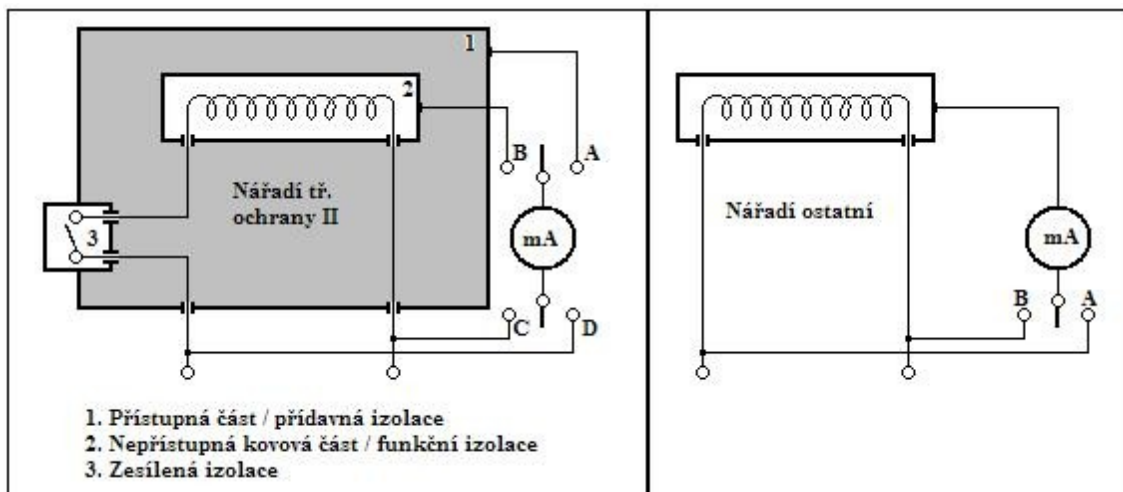 1
2
B
A
Nářadí tř.
ochrany II
3
mA
C
D
1. Přístupná část / přídavná izolace
2. Nepřístupná kovová část / funkční izolace
3. Zesílená izolace
Nářadí ostatní
mA
B
A